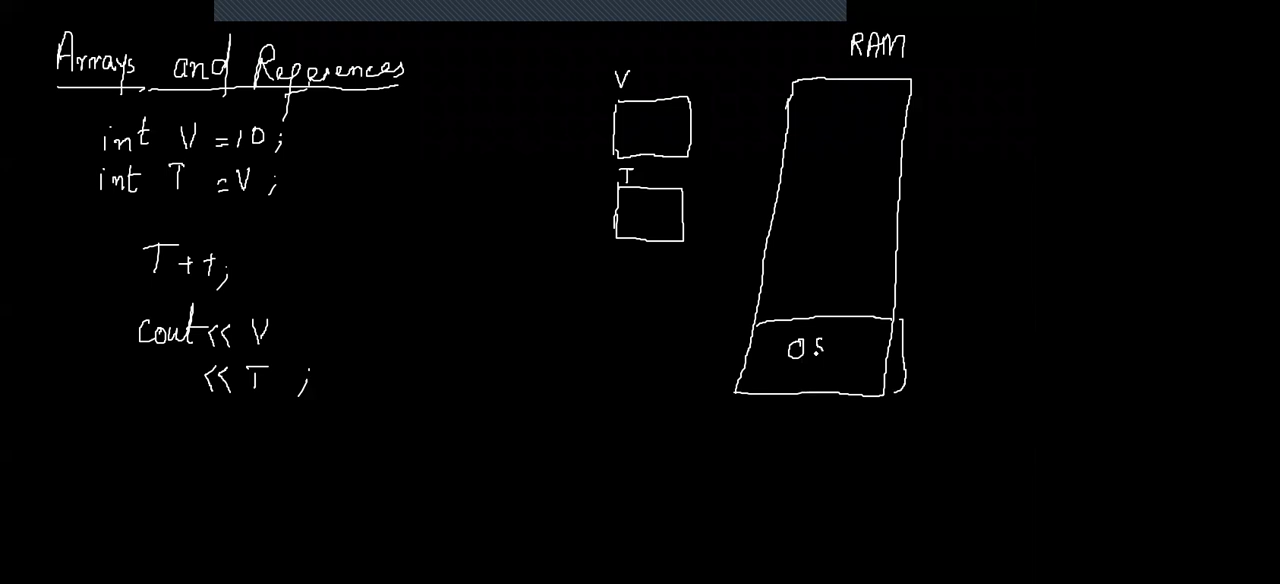 Arrays and References
int V = 10;
int T = V;
T++;
cout << V
<< T ;
V
T
RAM
OS